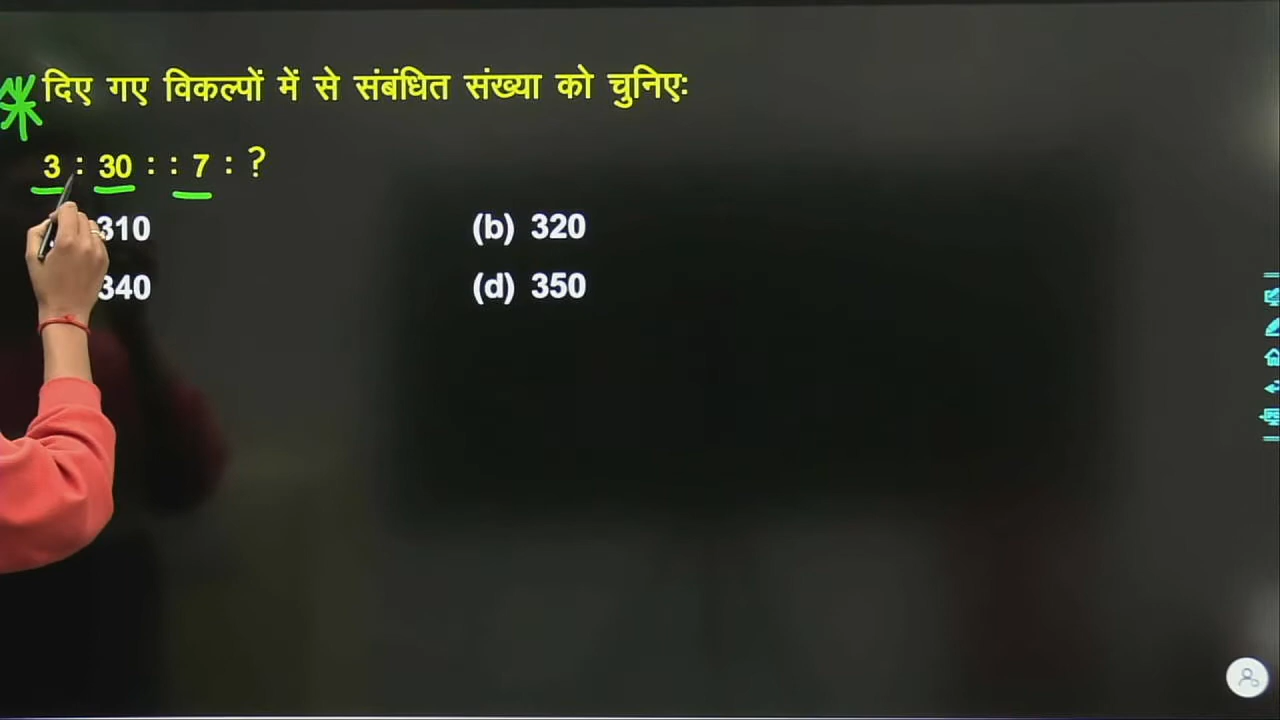 दिए गए विकल्पों में से संबंधित संख्या को चुनिए:
3 : 30 : : 7 : ?
310 (b) 320
340 (d) 350